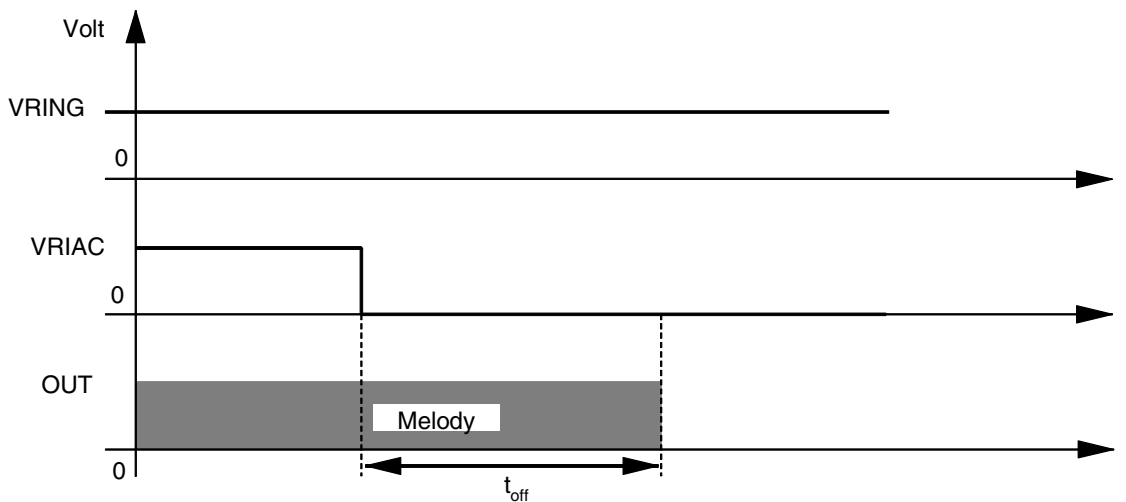 Volt
VRING
0
VRIAC
0
OUT
Melody
0
toff